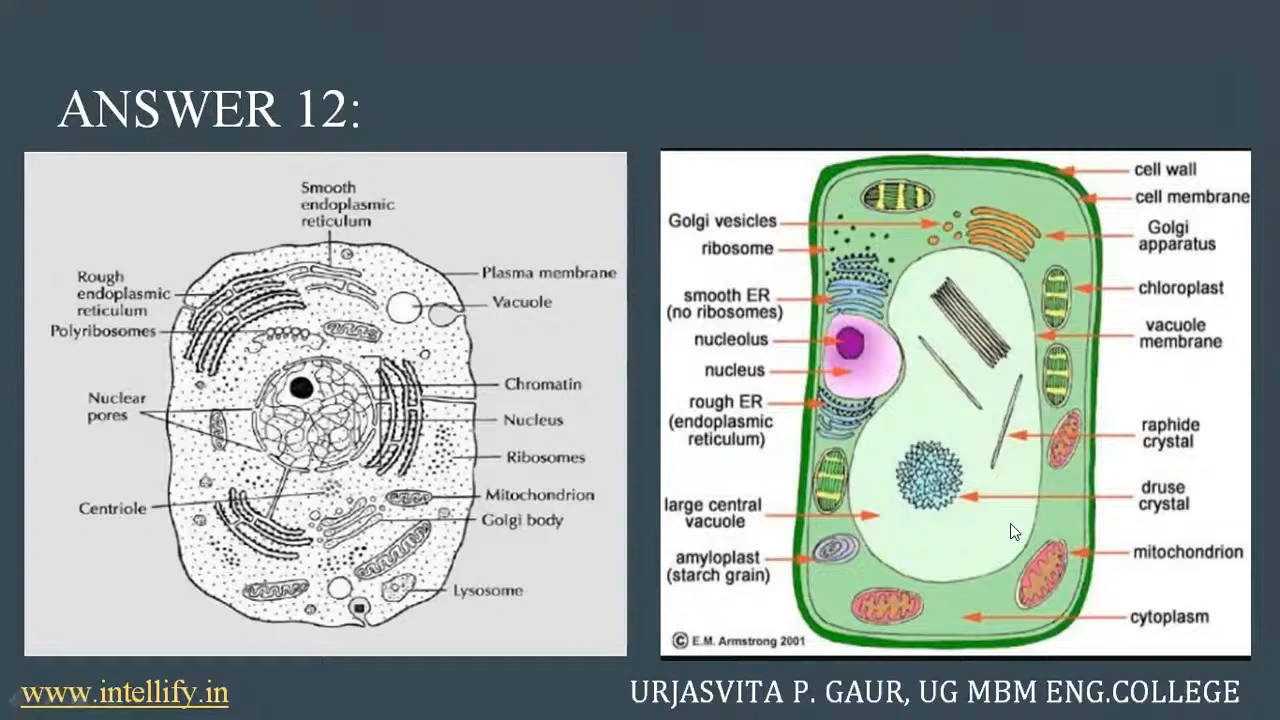 ANSWER 12:
Smooth
endoplasmic
reticulum
Rough
endoplasmic
reticulum
Polyribosomes
Nuclear
pores
Centriole
Plasma membrane
Vacuole
Chromatin
Nucleus
Ribosomes
Mitochondrion
Golgi body
Lysosome
Golgi vesicles
ribosome
smooth ER
(no ribosomes)
nucleolus
nucleus
rough ER
(endoplasmic
reticulum)
large central
vacuole
amyloplast
(starch grain)
cell wall
cell membrane
Golgi
apparatus
chloroplast
vacuole
membrane
raphide
crystal
druse
crystal
mitochondrion
cytoplasm
© E.M. Armstrong 2001
www.intellify.in
URJASVITA P. GAUR, UG MBM ENG.COLLEGE